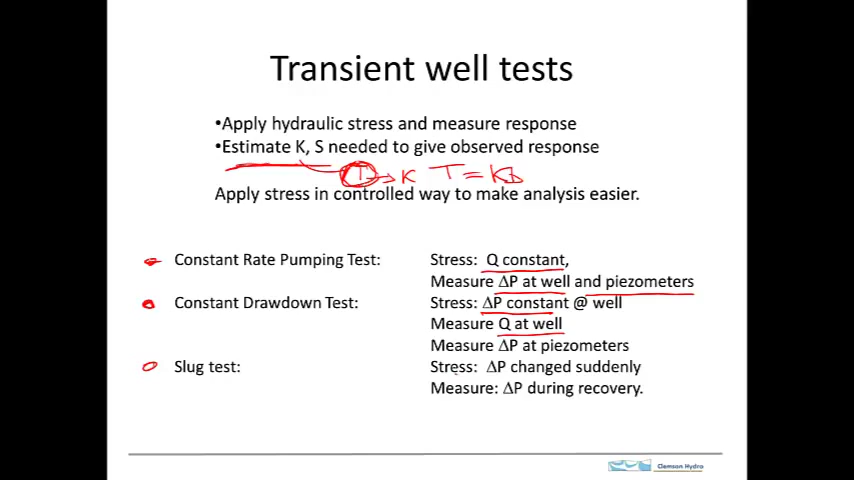 Transient well tests
•Apply hydraulic stress and measure response
•Estimate K, S needed to give observed response
T → K T = Kb
Apply stress in controlled way to make analysis easier.
Constant Rate Pumping Test: Stress: Q constant,
Measure ΔP at well and piezometers
Constant Drawdown Test: Stress: ΔP constant @ well
Measure Q at well
Measure ΔP at piezometers
Slug test: Stress: ΔP changed suddenly
Measure: ΔP during recovery.
Clemson Hydro